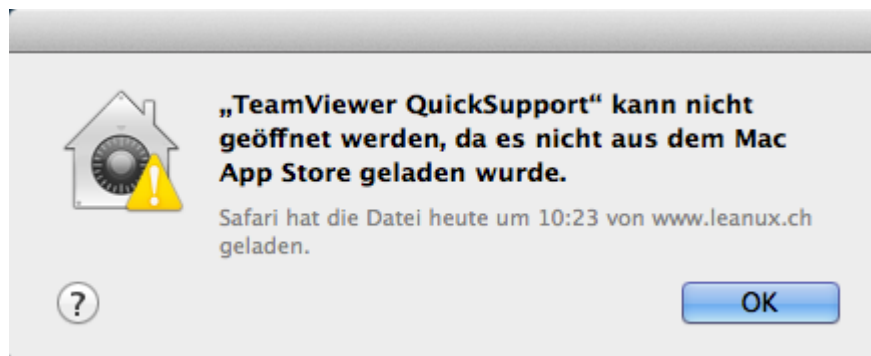 „TeamViewer QuickSupport“ kann nicht
geöffnet werden, da es nicht aus dem Mac
App Store geladen wurde.
Safari hat die Datei heute um 10:23 von www.leanux.ch
geladen.
?
OK